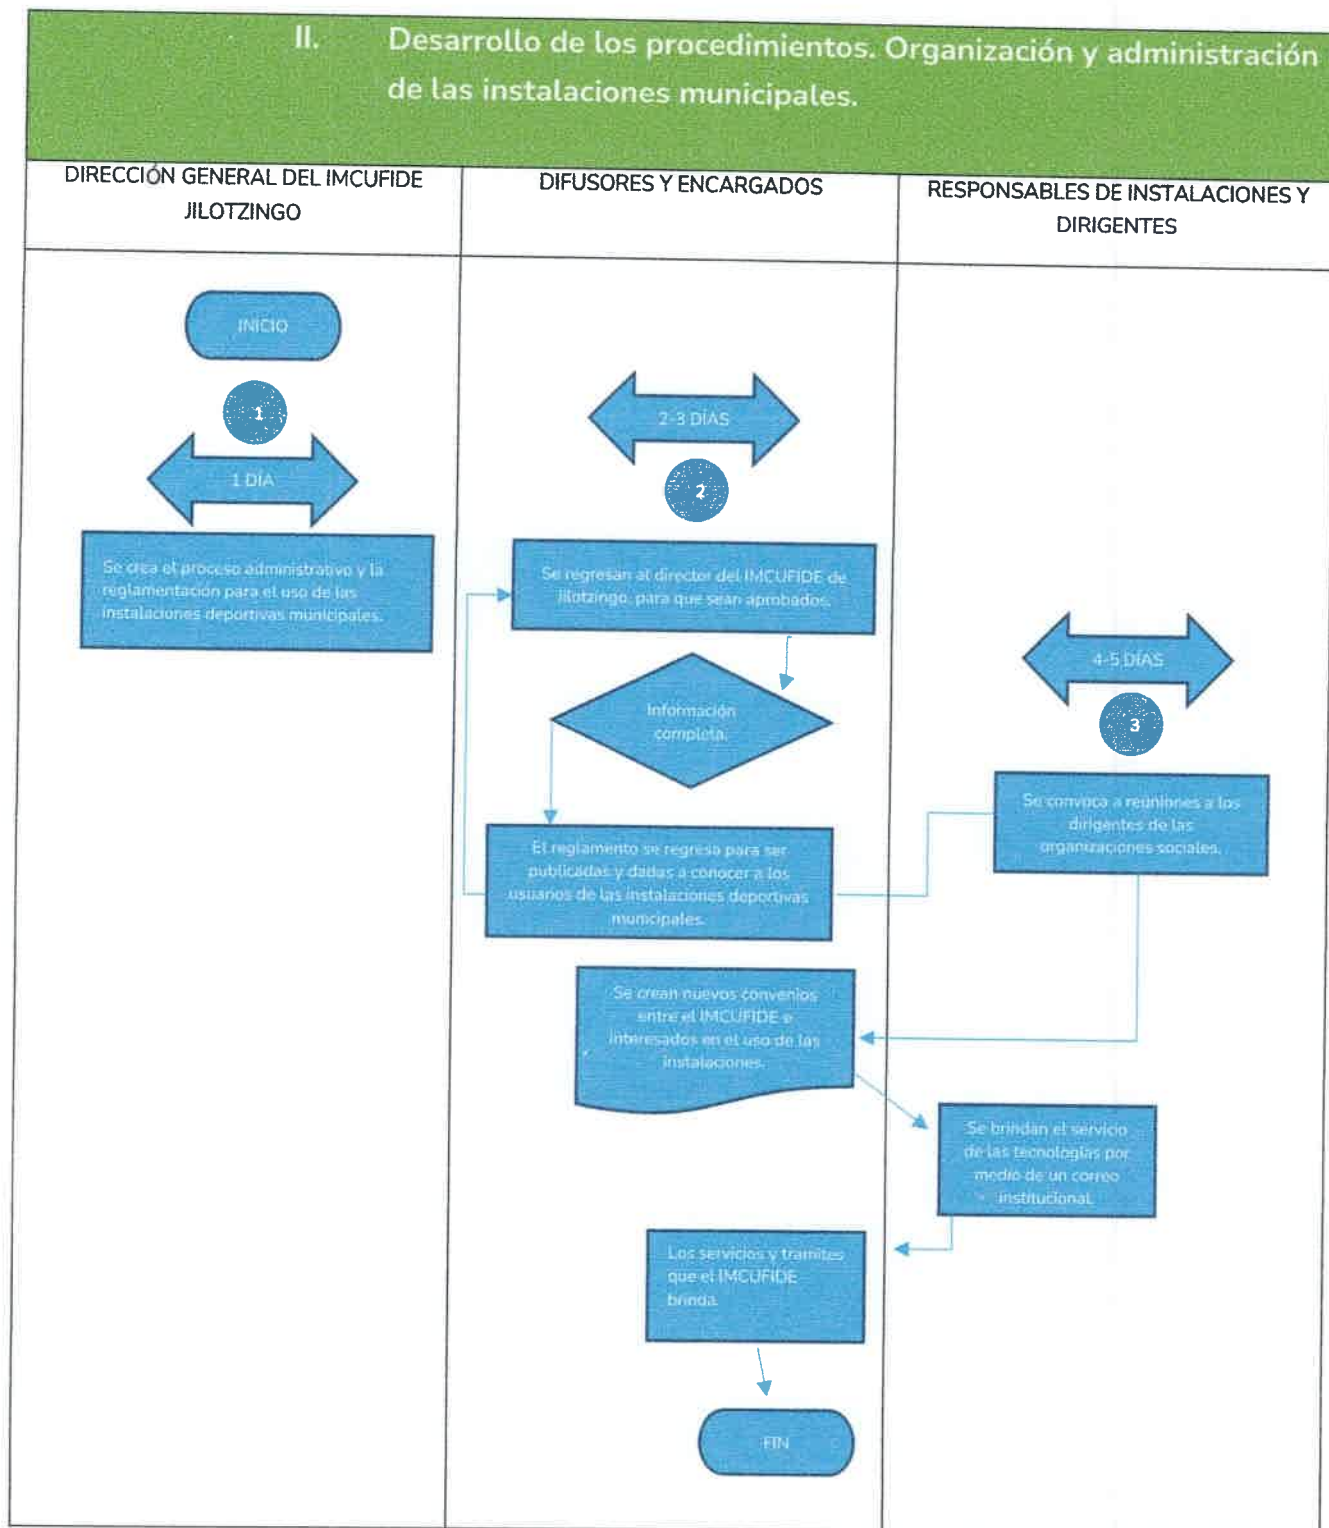 II. Desarrollo de los procedimientos. Organización y administración
de las instalaciones municipales.
DIRECCIÓN GENERAL DEL IMCUFIDE
JILOTZINGO
DIFUSORES Y ENCARGADOS
RESPONSABLES DE INSTALACIONES Y
DIRIGENTES
INICIO
1
1 DÍA
Se crea el proceso administrativo y la
reglamentación para el uso de las
instalaciones deportivas municipales.
2-3 DÍAS
2
Se regresan al director del IMCUFIDE de
Jilotzingo, para que sean aprobados.
Información
completa.
El reglamento se regresa para ser
publicadas y dadas a conocer a los
usuarios de las instalaciones deportivas
municipales.
4-5 DÍAS
3
Se convoca a reuniones a los
dirigentes de las
organizaciones sociales.
Se crean nuevos convenios
entre el IMCUFIDE e
interesados en el uso de las
instalaciones.
Se brindan el servicio
de las tecnologías por
medio de un correo
institucional.
Los servicios y tramites
que el IMCUFIDE
brinda.
FIN